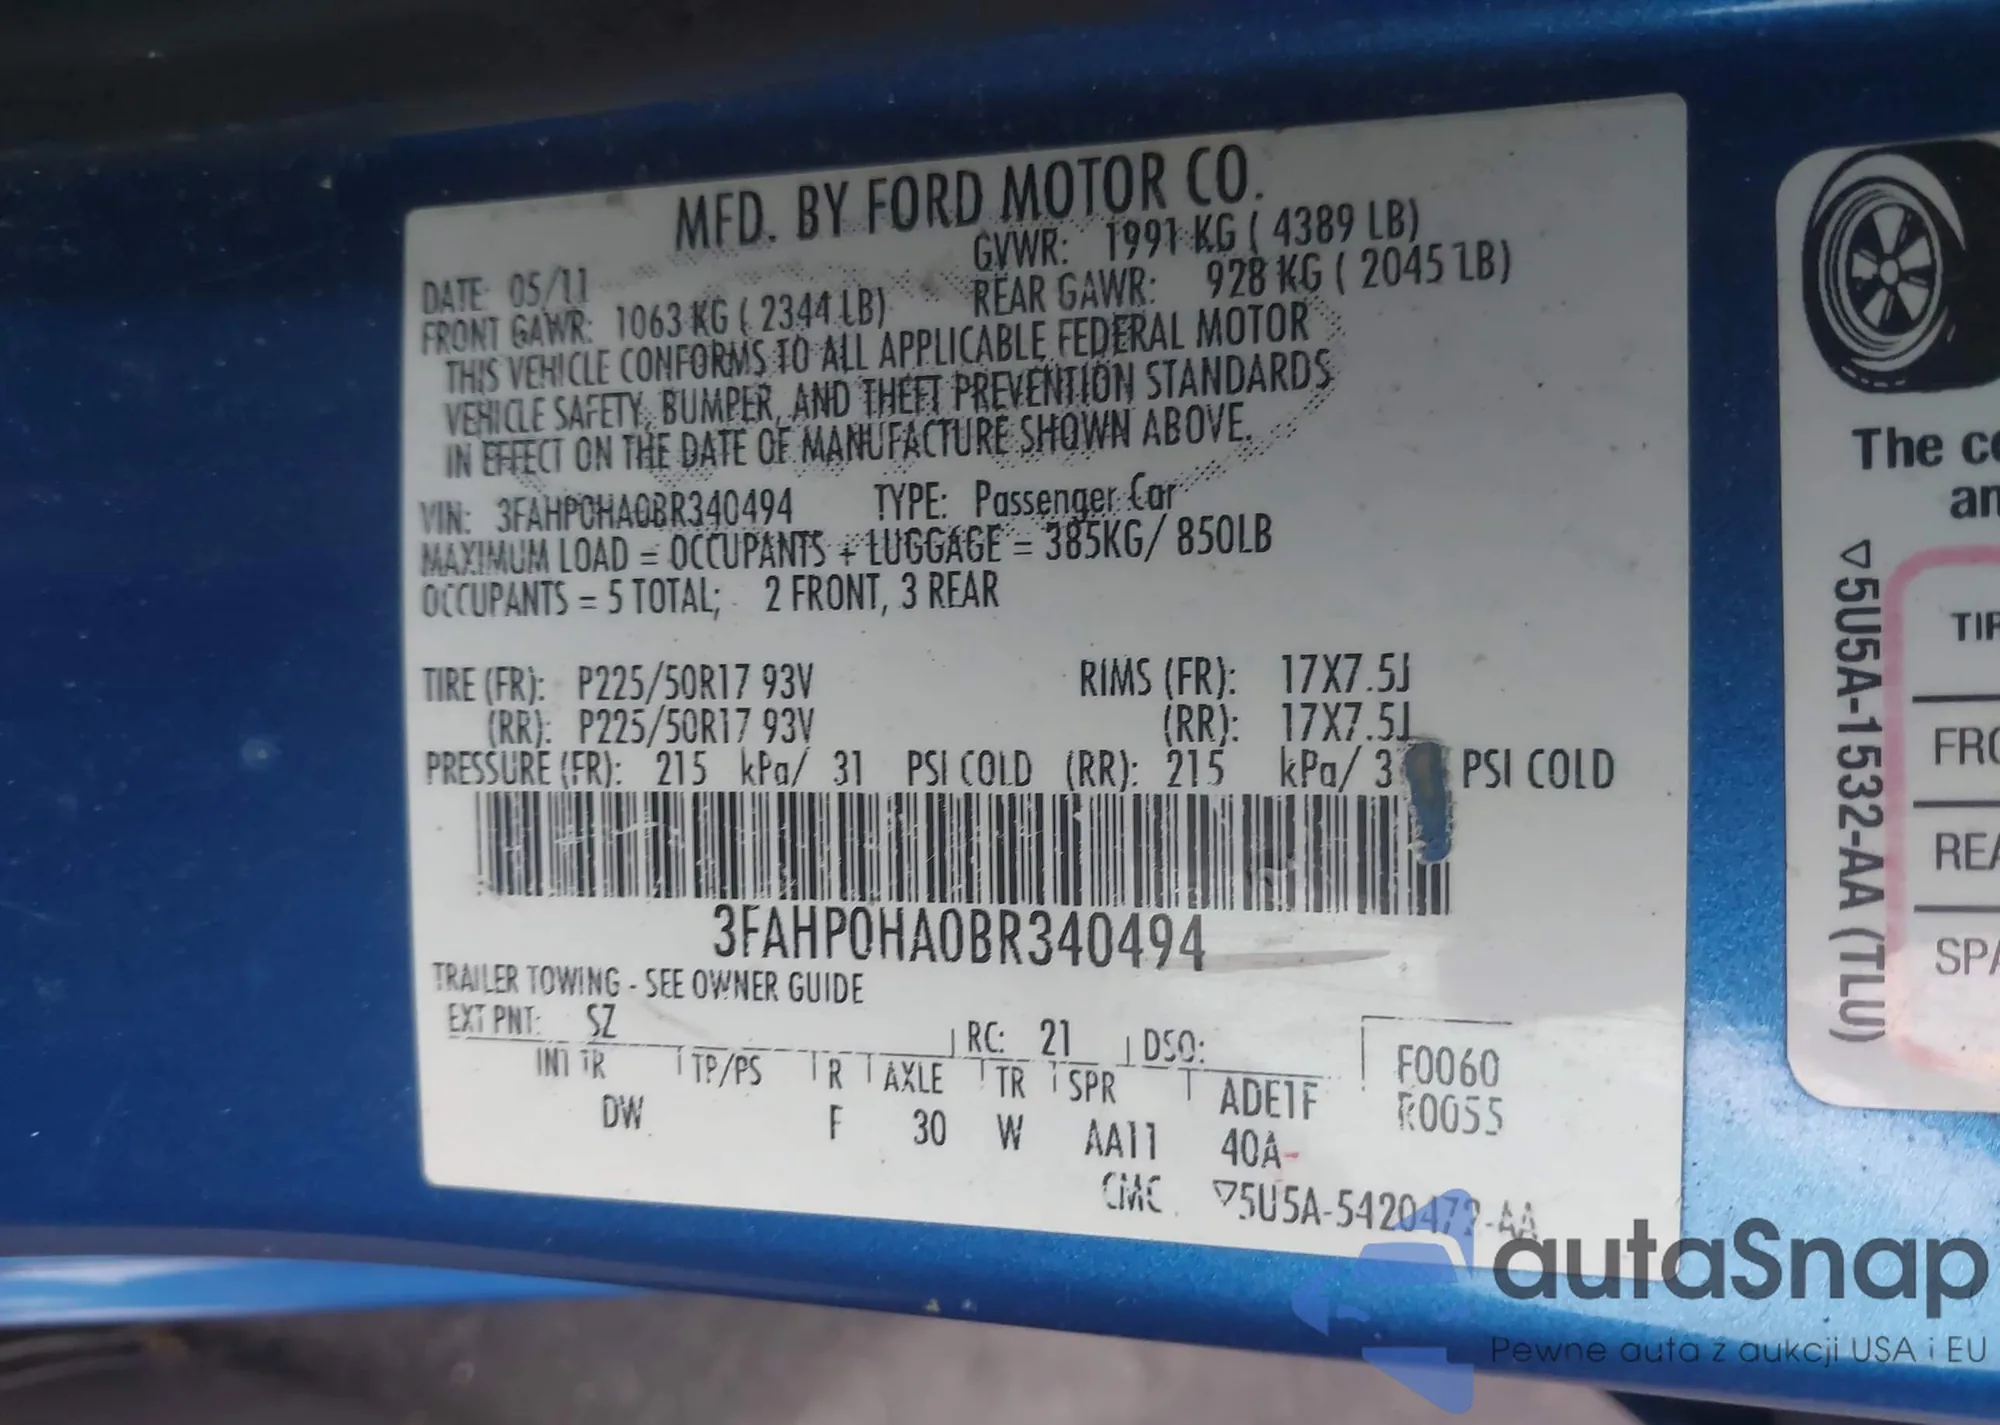 MFD. BY FORD MOTOR CO.
DATE: 05/11 GVWR: 1991 KG ( 4389 LB)
FRONT GAWR: 1063 KG ( 2344 LB) REAR GAWR: 928 KG ( 2045 LB)
THIS VEHICLE CONFORMS TO ALL APPLICABLE FEDERAL MOTOR
VEHICLE SAFETY, BUMPER, AND THEFT PREVENTION STANDARDS
IN EFFECT ON THE DATE OF MANUFACTURE SHOWN ABOVE.
VIN: 3FAHP0HA0BR340494 TYPE: Passenger Car
MAXIMUM LOAD = OCCUPANTS + LUGGAGE = 385KG/ 850LB
OCCUPANTS = 5 TOTAL; 2 FRONT, 3 REAR
TIRE (FR): P225/50R17 93V RIMS (FR): 17X7.5J
(RR): P225/50R17 93V (RR): 17X7.5J
PRESSURE (FR): 215 kPa/ 31 PSI COLD (RR): 215 kPa/ 3 PSI COLD
3FAHP0HA0BR340494
TRAILER TOWING - SEE OWNER GUIDE
EXT PNT: SZ RC: 21 DSO: F0060
INT TR TP/PS R AXLE TR SPR ADE1F R0055
DW F 30 W AA11 40A-
CMC ▽5U5A-5420472-AA
The co
an
▽5U5A-1532-AA (TLU)
TIR
FRO
REA
SPA
autaSnap
Pewne auta z aukcji USA i EU